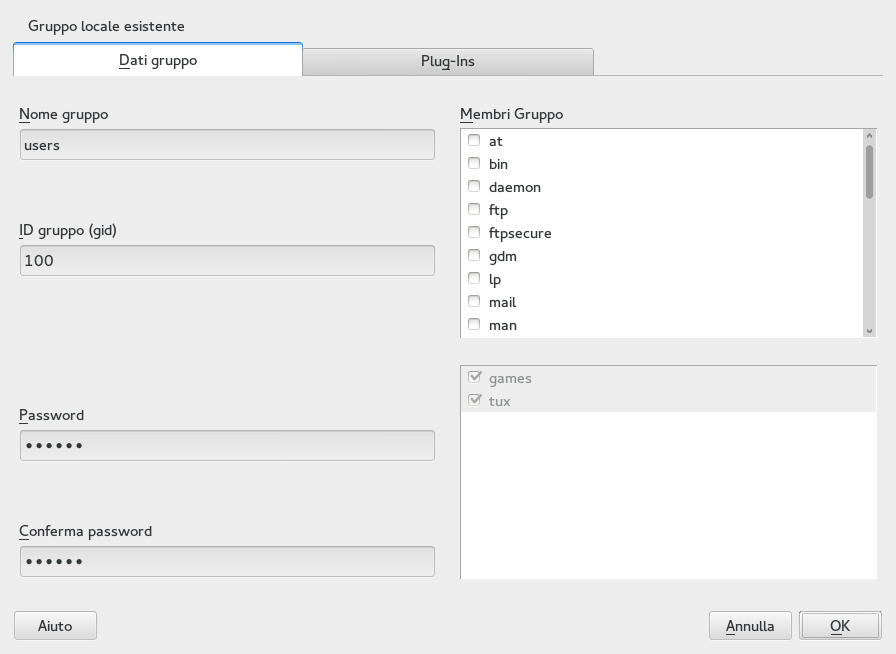 Gruppo locale esistente
Dati gruppo
Plug-Ins
Nome gruppo
users
ID gruppo (gid)
100
Password
••••••
Conferma password
••••••
Membri Gruppo
at
bin
daemon
ftp
ftpsecure
gdm
lp
mail
man
games
tux
Aiuto
Annulla
OK